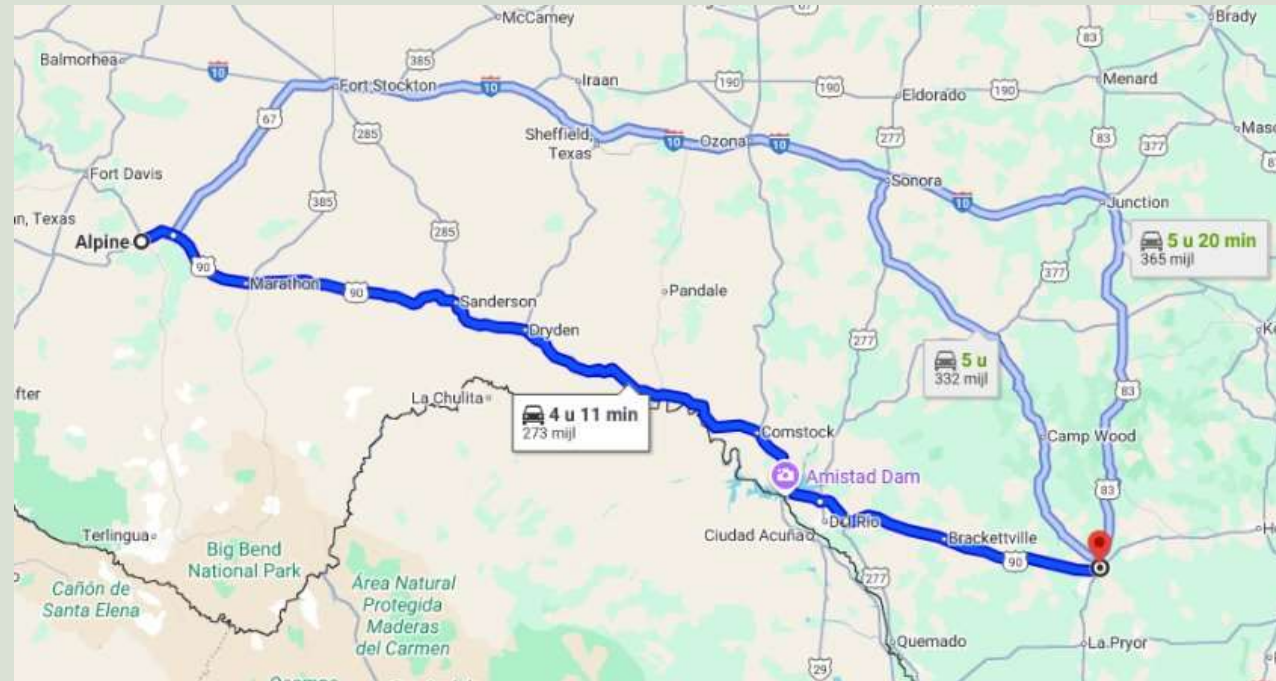 McCamey
Brady
83
67
Balmorhea
385
10
Fort Stockton
10
Iraan
190
190
190
Menard
Eldorado
67
285
Sheffield,
Texas
Ozona
10
10
277
83
377
Maso
Fort Davis
Sonora
385
10
Junction
n, Texas
Alpine
285
5 u 20 min
365 mijl
90
377
Marathon
90
Pandale
Sanderson
Dryden
277
5 u
332 mijl
fter
La Chulita
4 u 11 min
273 mijl
83
Comstock
Camp Wood
Amistad Dam
83
Terlingua
Big Bend
National Park
Ciudad Acuña
Del Rio
Brackettville
90
Cañón de
Santa Elena
Área Natural
Protegida
Maderas
del Carmen
277
Quemado
La Pryor
29